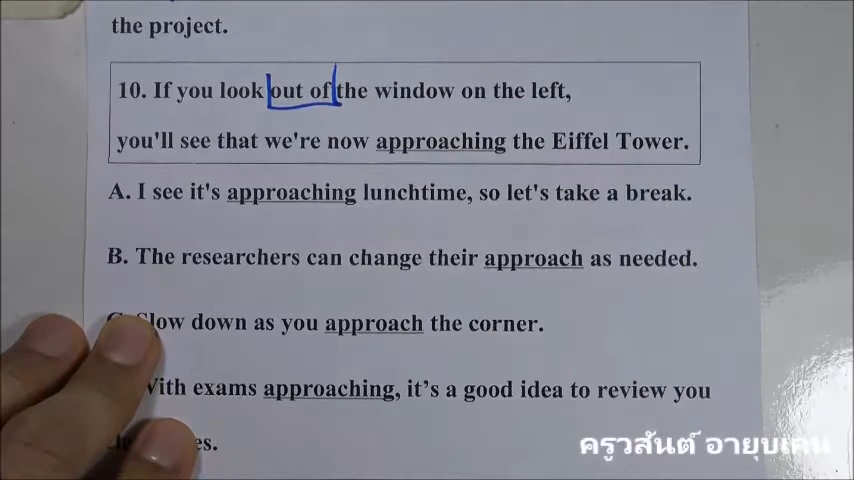 the project.
10. If you look out of the window on the left,
you'll see that we're now approaching the Eiffel Tower.
A. I see it's approaching lunchtime, so let's take a break.
B. The researchers can change their approach as needed.
C. Slow down as you approach the corner.
With exams approaching, it's a good idea to review you
es.
ครูวสันต์ อายุบเคน